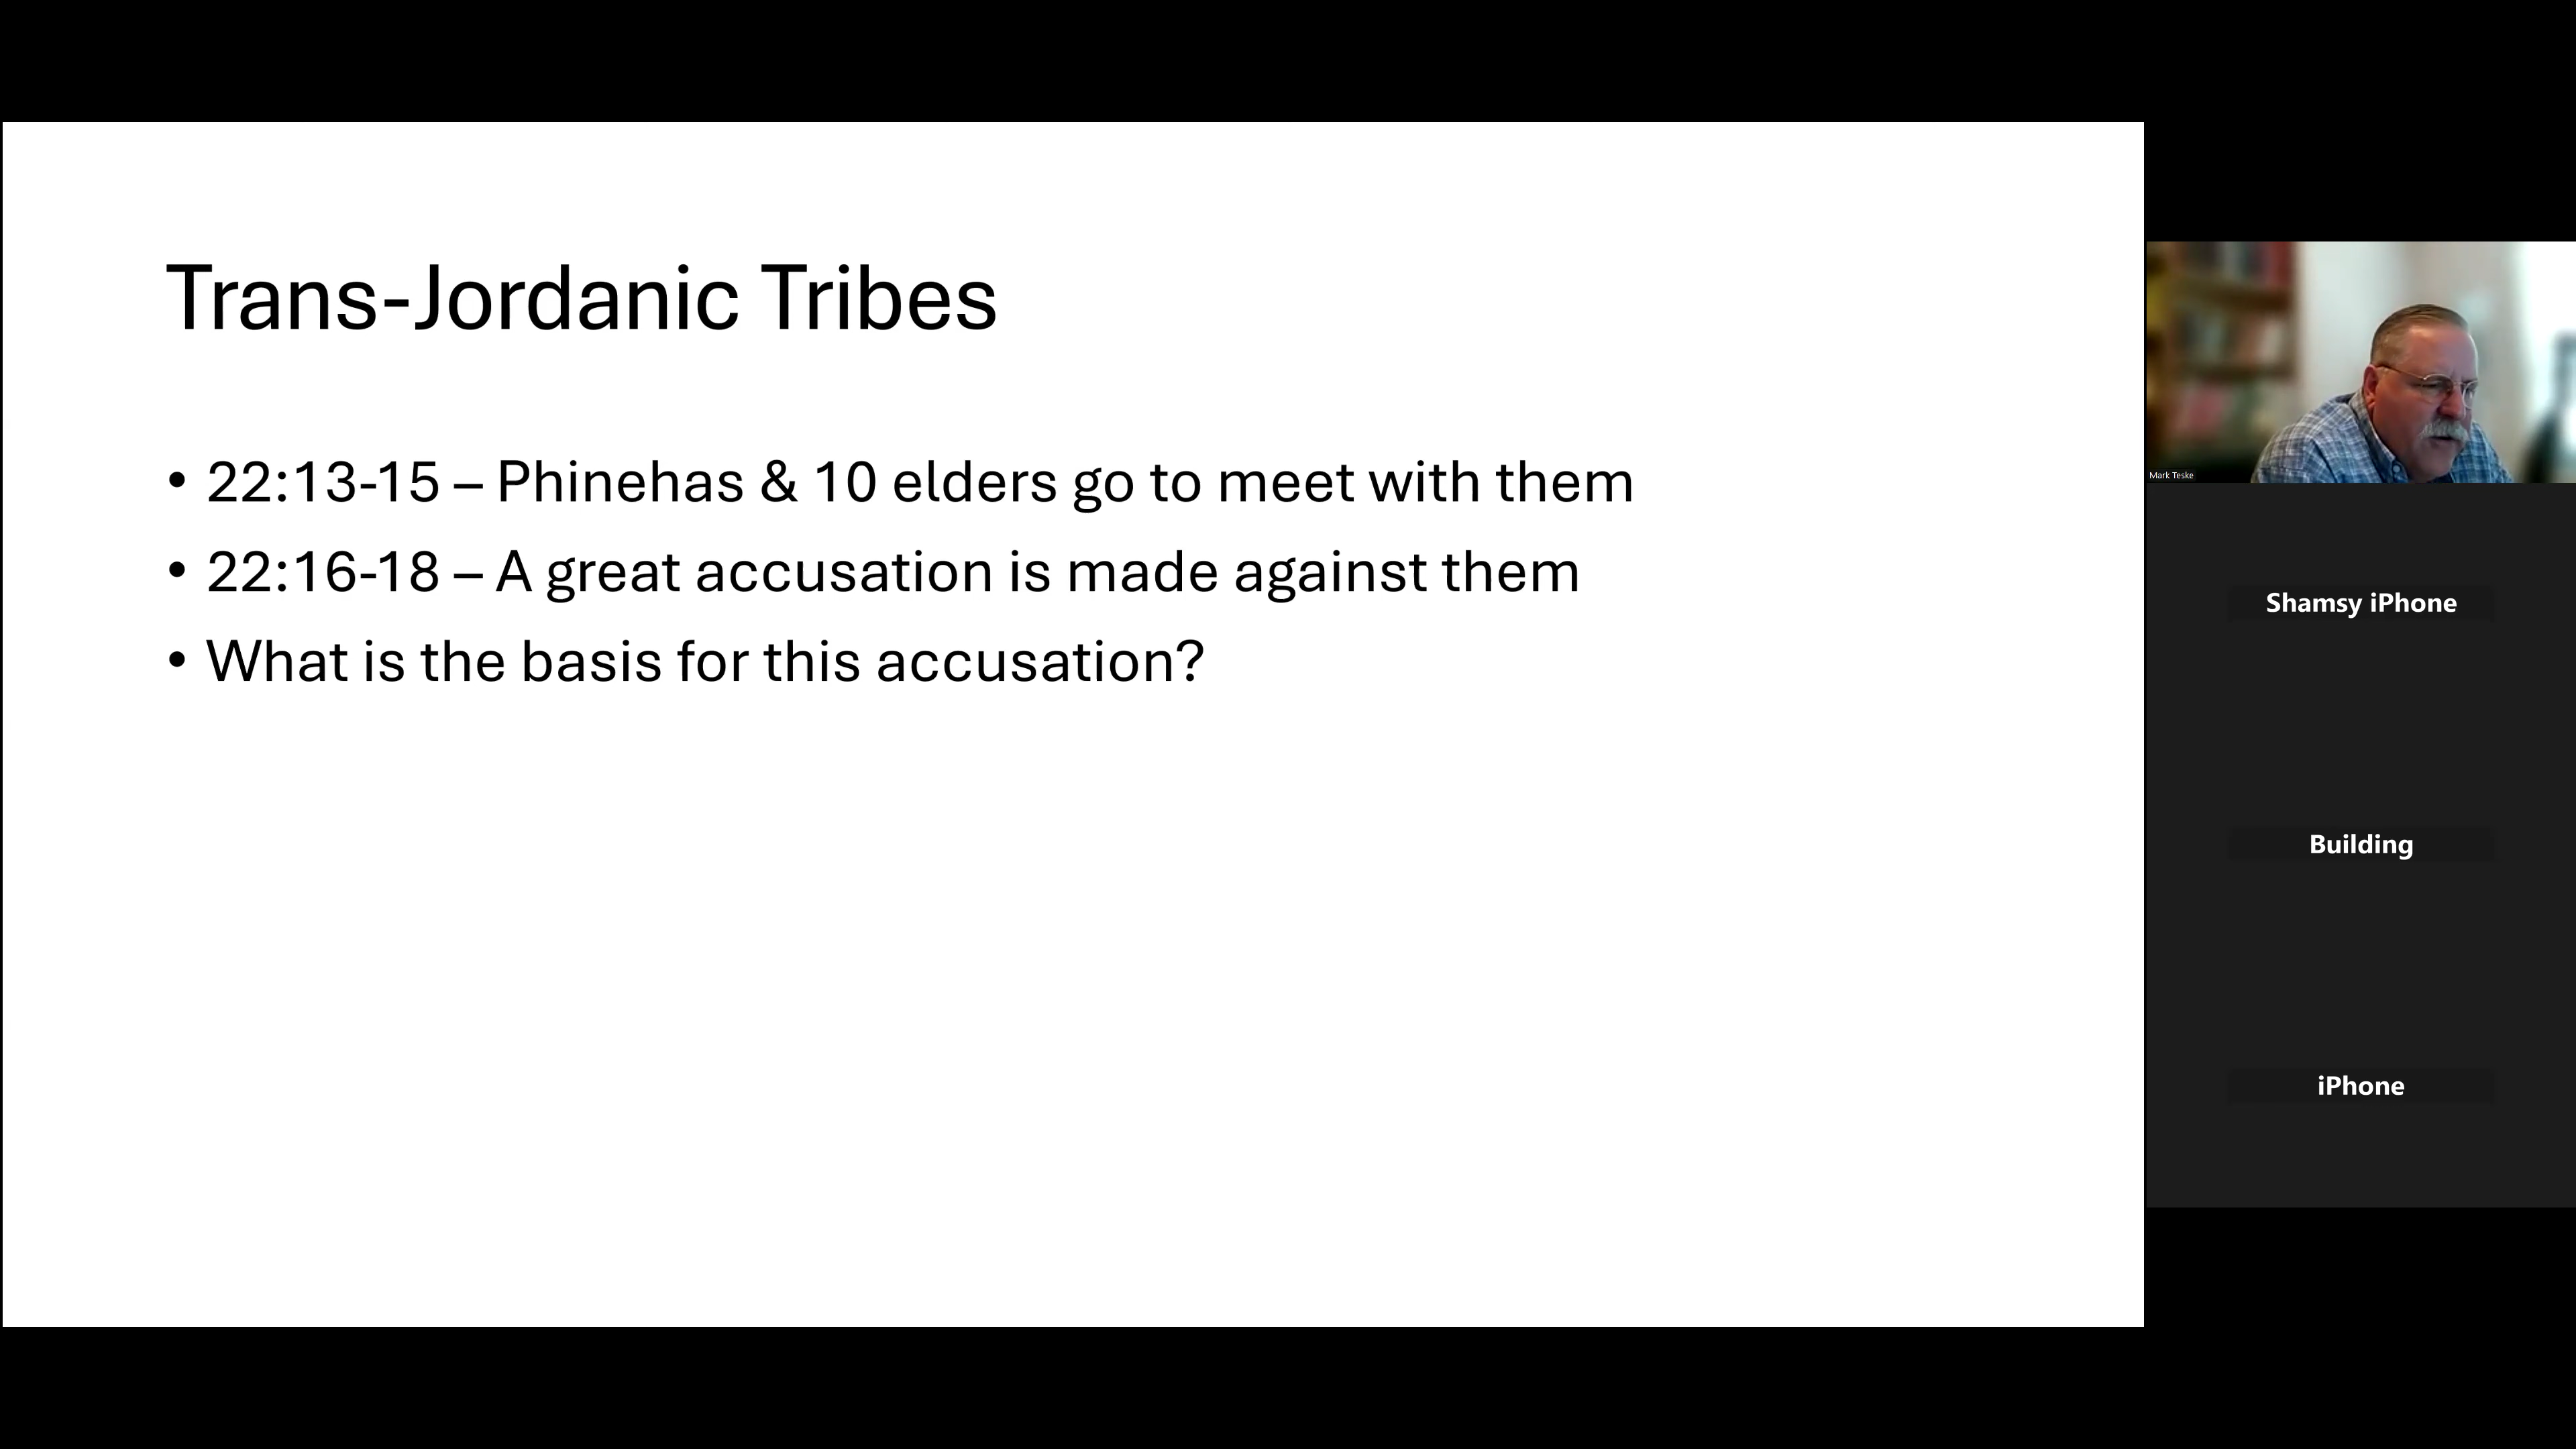 Trans-Jordanic Tribes
• 22:13-15 – Phinehas & 10 elders go to meet with them
• 22:16-18 – A great accusation is made against them
• What is the basis for this accusation?
Mark Teske
Shamsy iPhone
Building
iPhone